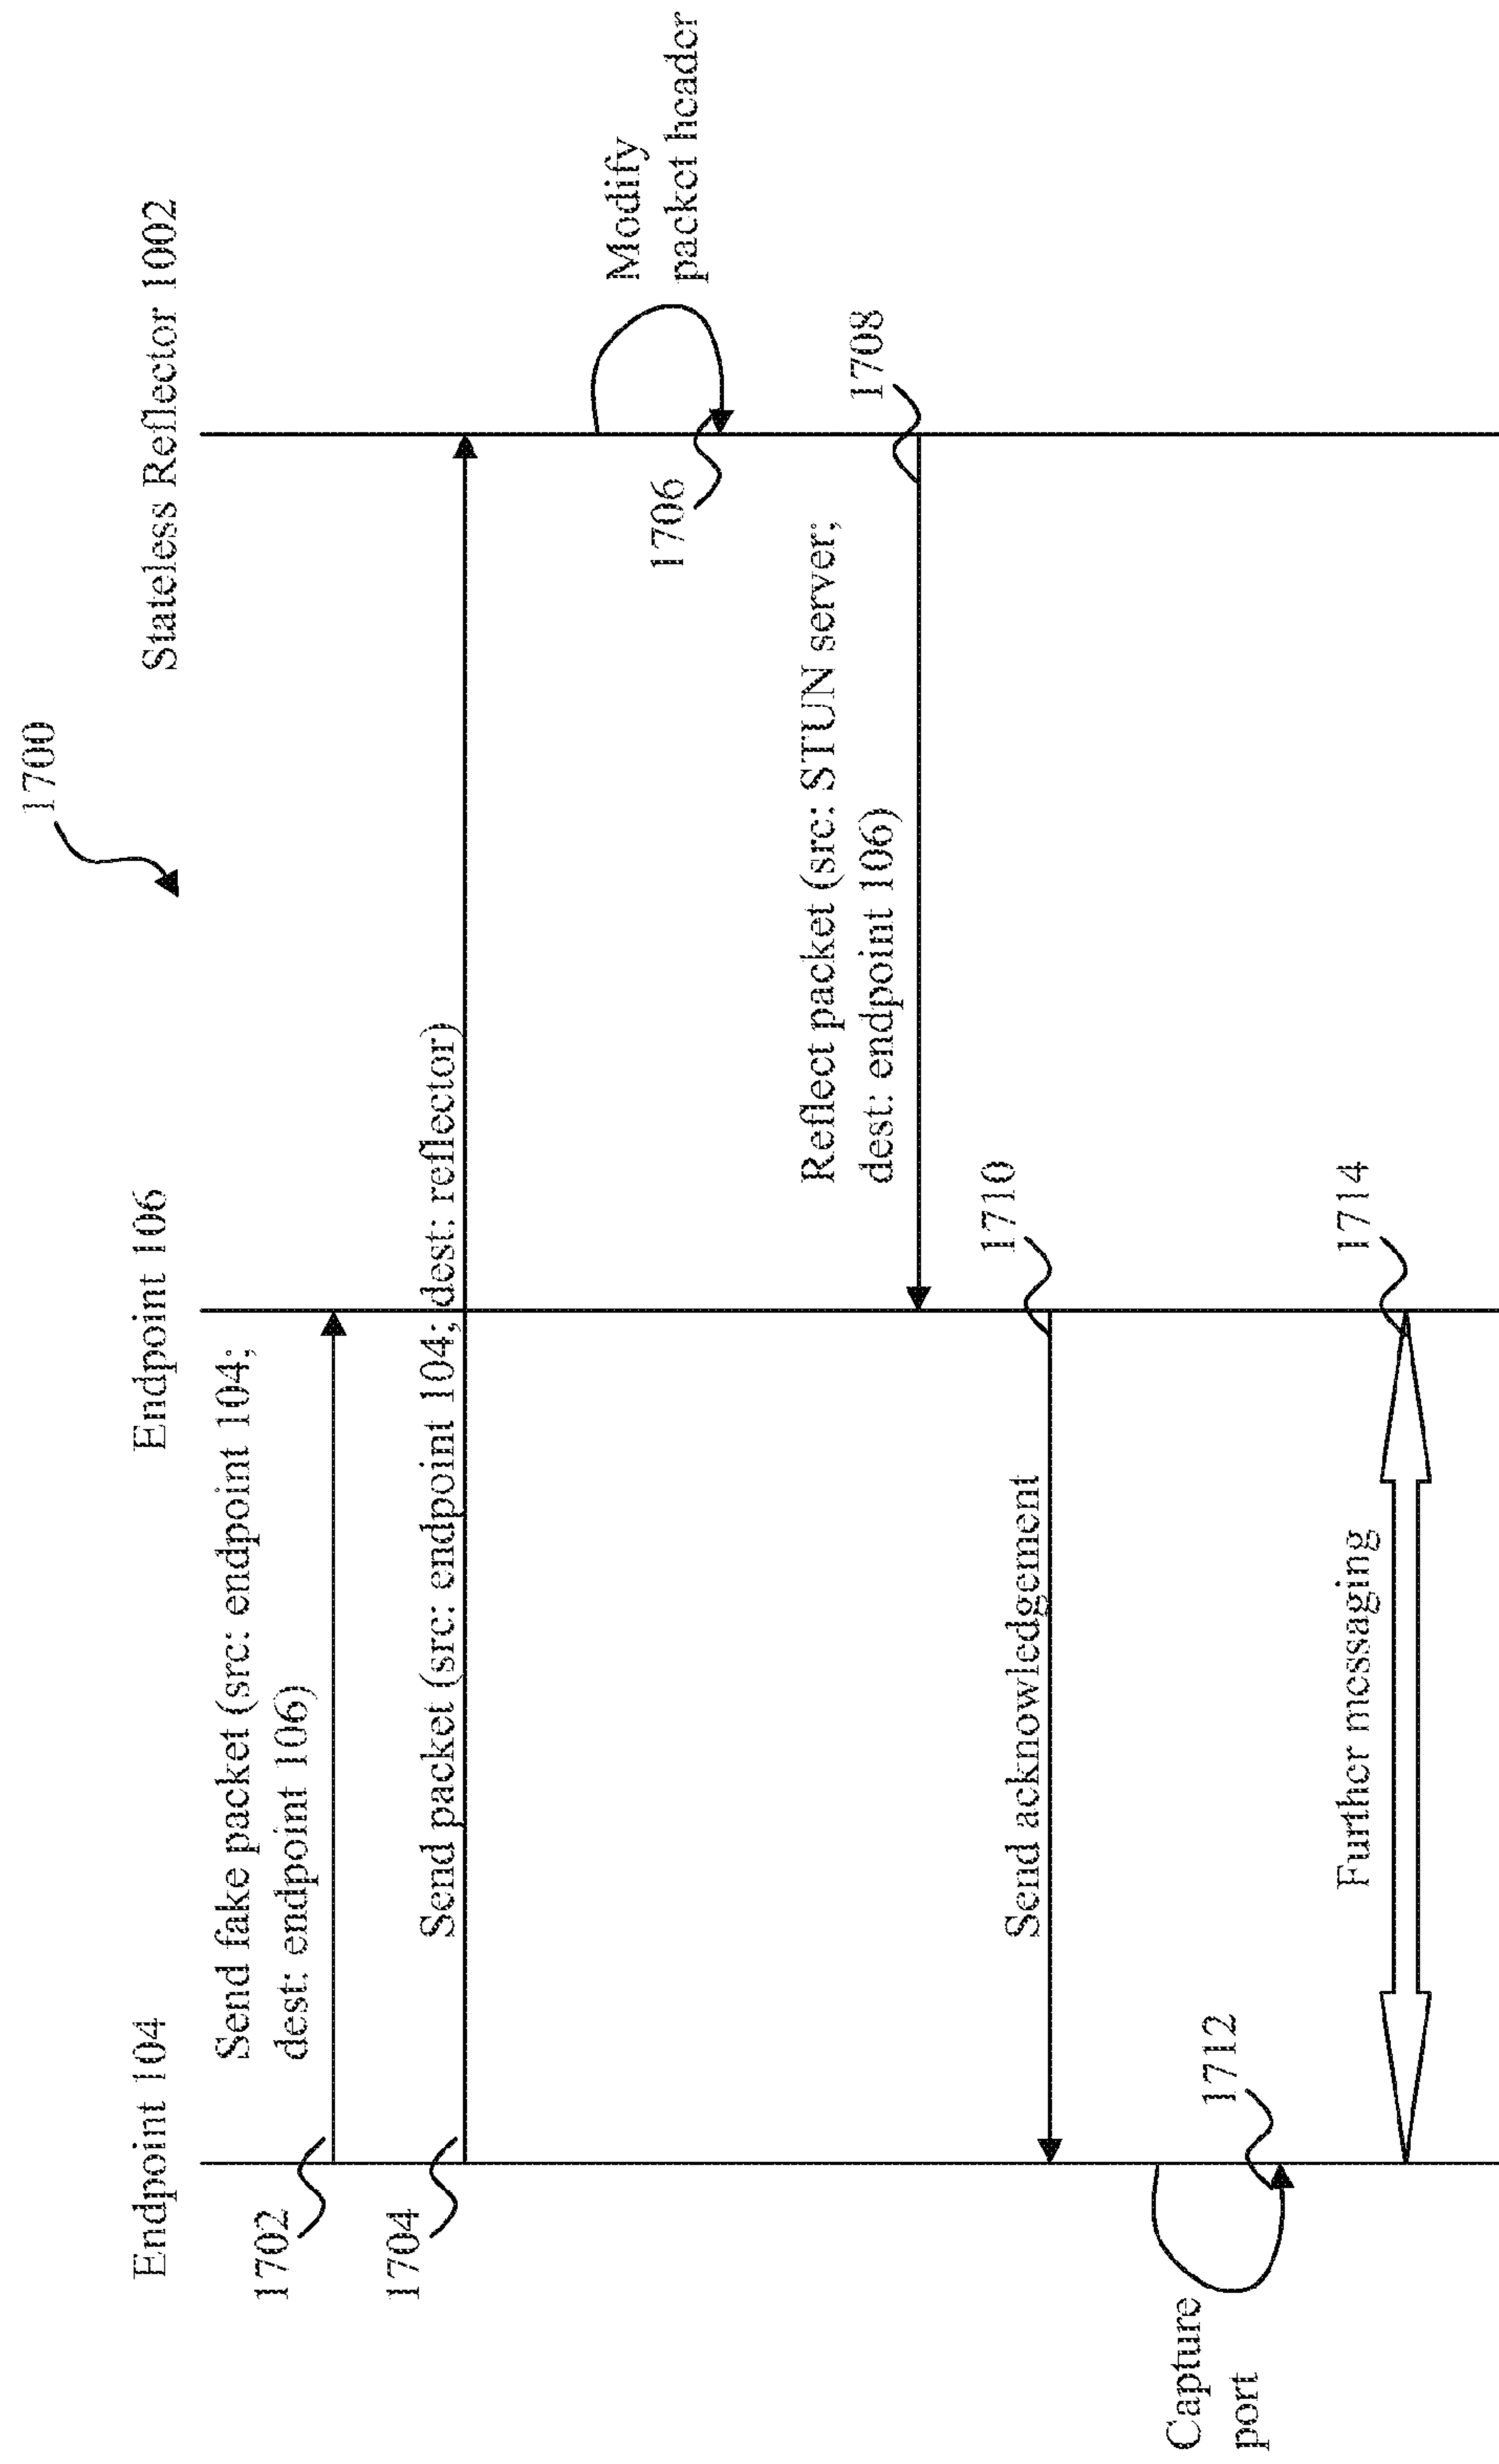 1700
Endpoint 104
Endpoint 106
Stateless Reflector 1002
Send fake packet (src: endpoint 104;
dest: endpoint 106)
1702
Send packet (src: endpoint 104; dest: reflector)
1704
Modify
packet header
1706
Reflect packet (src: STUN server;
dest: endpoint 106)
1708
Send acknowledgement
1710
Capture
port
1712
Further messaging
1714